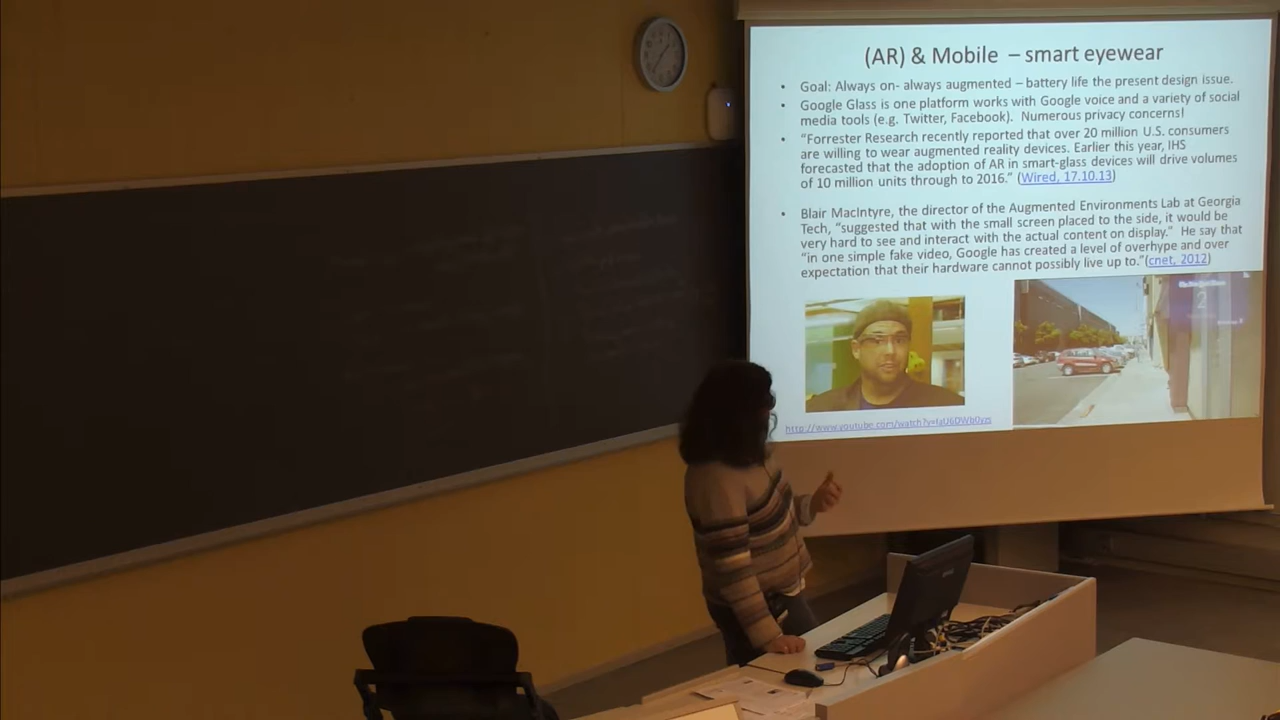 (AR) & Mobile – smart eyewear
• Goal: Always on- always augmented – battery life the present design issue.
• Google Glass is one platform works with Google voice and a variety of social
media tools (e.g. Twitter, Facebook). Numerous privacy concerns!
• “Forrester Research recently reported that over 20 million U.S. consumers
are willing to wear augmented reality devices. Earlier this year, IHS
forecasted that the adoption of AR in smart-glass devices will drive volumes
of 10 million units through to 2016.” (Wired, 17.10.13)
• Blair MacIntyre, the director of the Augmented Environments Lab at Georgia
Tech, “suggested that with the small screen placed to the side, it would be
very hard to see and interact with the actual content on display.” He say that
“in one simple fake video, Google has created a level of overhype and over
expectation that their hardware cannot possibly live up to.”(cnet, 2012)
2